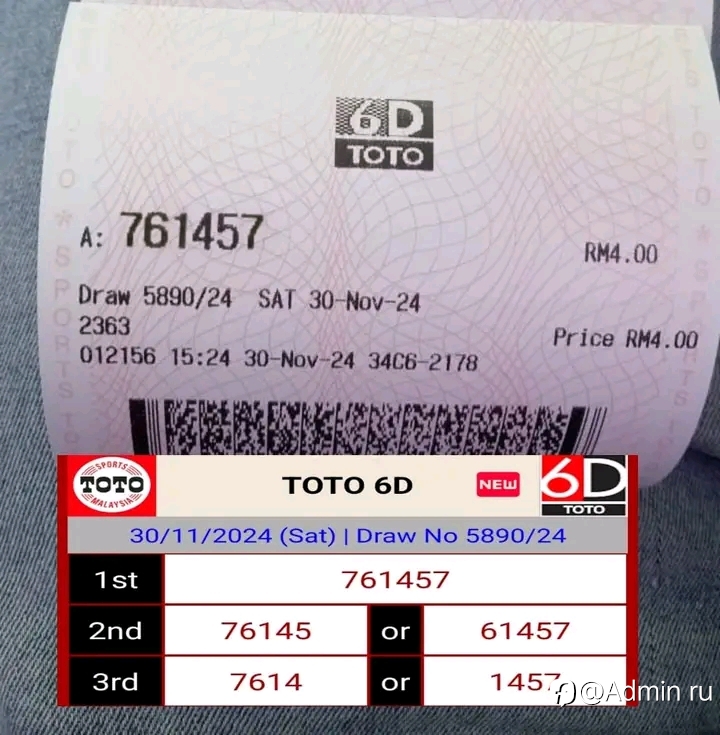 6D
TOTO
A: 761457
RM4.00
Draw 5890/24 SAT 30-Nov-24
2363
Price RM4.00
012156 15:24 30-Nov-24 34C6-2178
SPORTS
TOTO
MALAYSIA
TOTO 6D
NEW
6D
TOTO
30/11/2024 (Sat) | Draw No 5890/24
1st 761457
2nd 76145 or 61457
3rd 7614 or 1457
@Admin ru